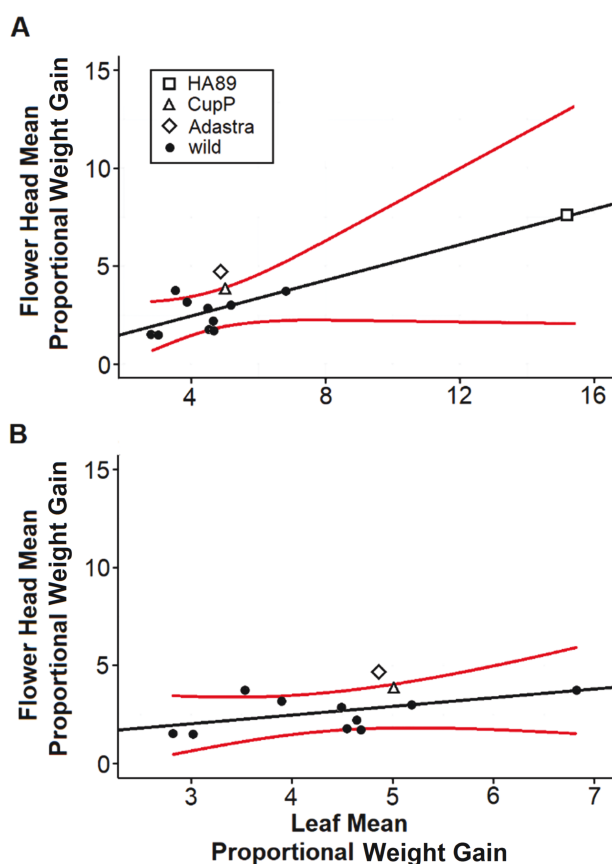 A
Flower Head Mean
Proportional Weight Gain
15
10
5
0
HA89
CupP
Adastra
wild
4
8
12
16
B
Flower Head Mean
Proportional Weight Gain
15
10
5
0
3
4
5
6
7
Leaf Mean
Proportional Weight Gain